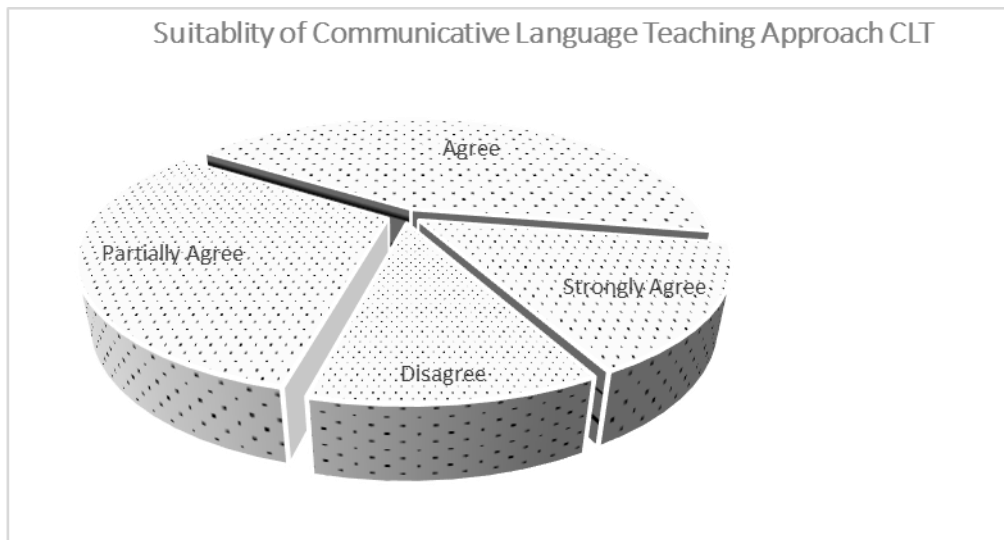 Suitablity of Communicative Language Teaching Approach CLT
Agree
Partially Agree
Strongly Agree
Disagree